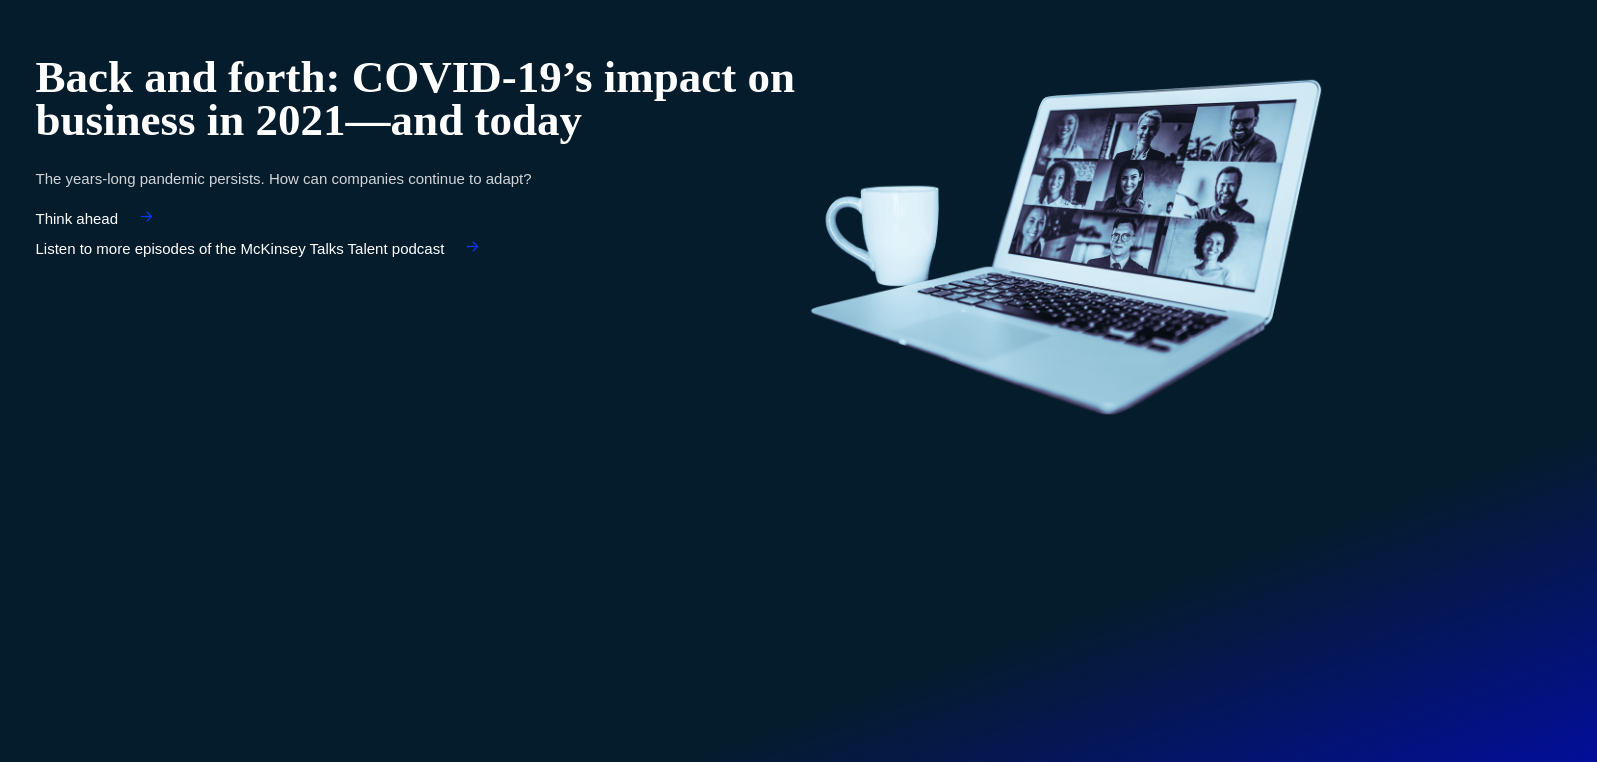 Back and forth: COVID-19’s impact on
business in 2021—and today
The years-long pandemic persists. How can companies continue to adapt?
Think ahead
Listen to more episodes of the McKinsey Talks Talent podcast